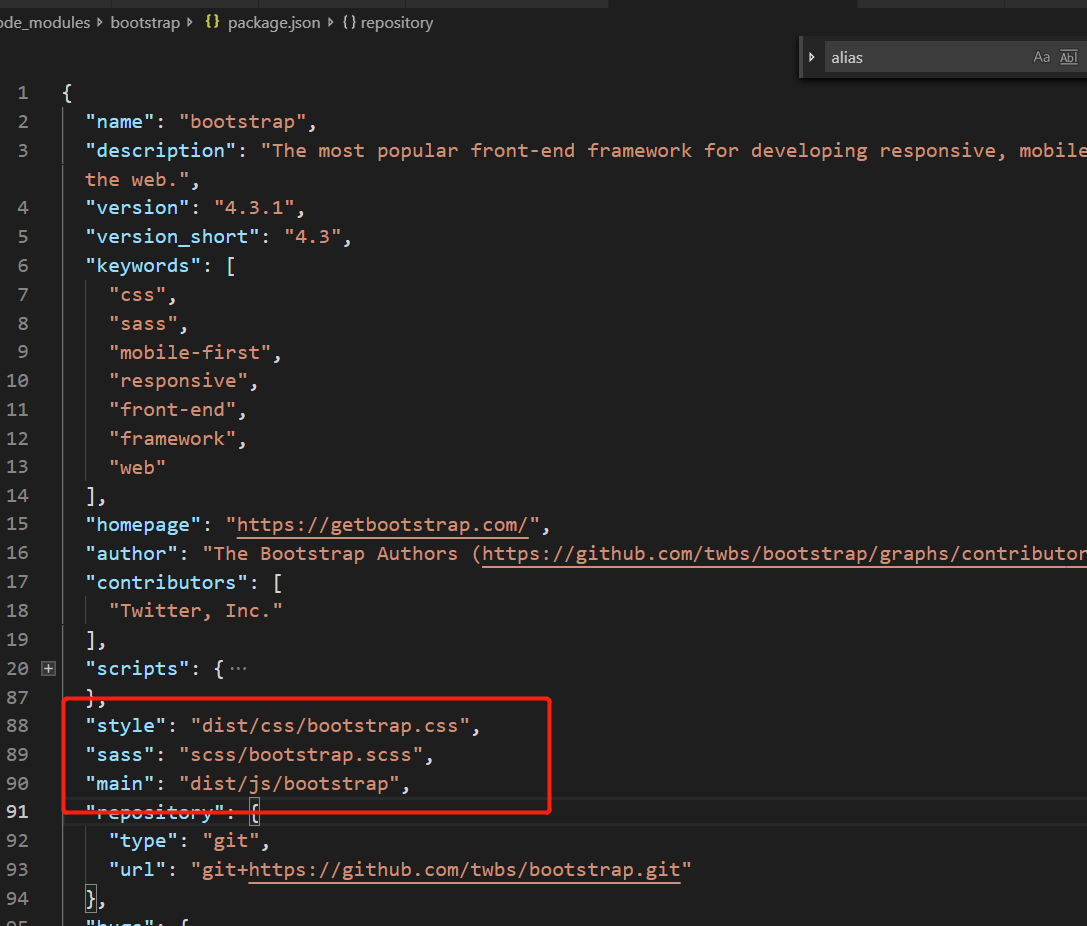 ode_modules › bootstrap › {} package.json › {} repository
alias Aa Abl
1 {
2 "name": "bootstrap",
3 "description": "The most popular front-end framework for developing responsive, mobile
the web.",
4 "version": "4.3.1",
5 "version_short": "4.3",
6 "keywords": [
7 "css",
8 "sass",
9 "mobile-first",
10 "responsive",
11 "front-end",
12 "framework",
13 "web"
14 ],
15 "homepage": "https://getbootstrap.com/",
16 "author": "The Bootstrap Authors (https://github.com/twbs/bootstrap/graphs/contributor
17 "contributors": [
18 "Twitter, Inc."
19 ],
20 "scripts": {···
87 },
88 "style": "dist/css/bootstrap.css",
89 "sass": "scss/bootstrap.scss",
90 "main": "dist/js/bootstrap",
91 "repository": {
92 "type": "git",
93 "url": "git+https://github.com/twbs/bootstrap.git"
94 },
95 "bugs": {